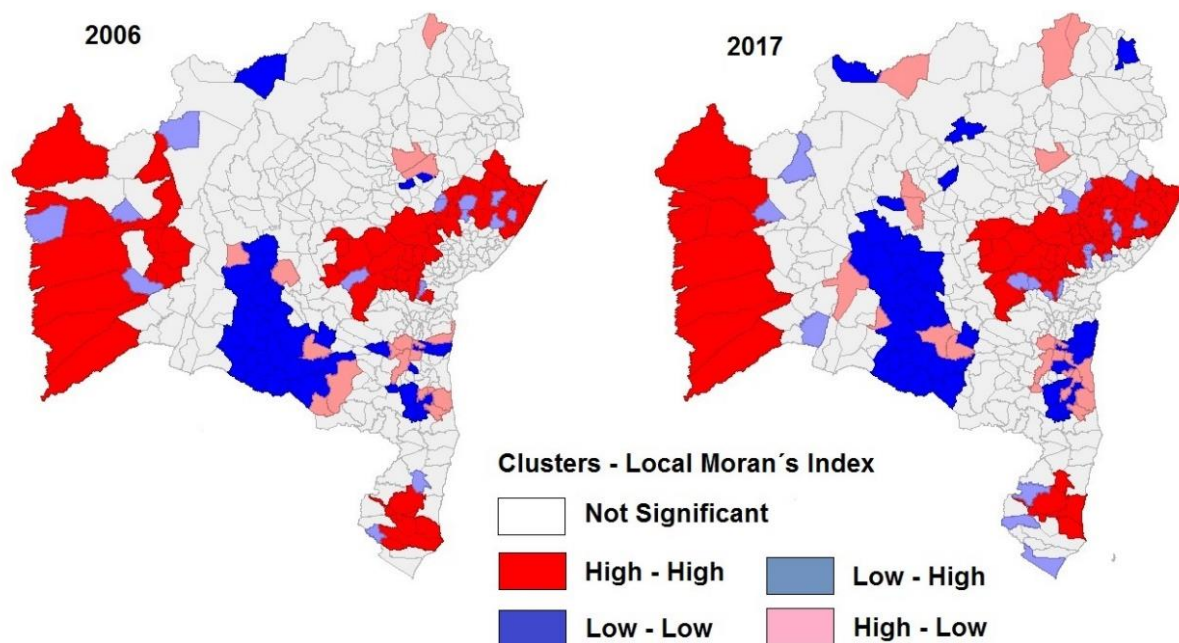 2006
2017
Clusters - Local Moran´s Index
Not Significant
High - High
Low - High
Low - Low
High - Low